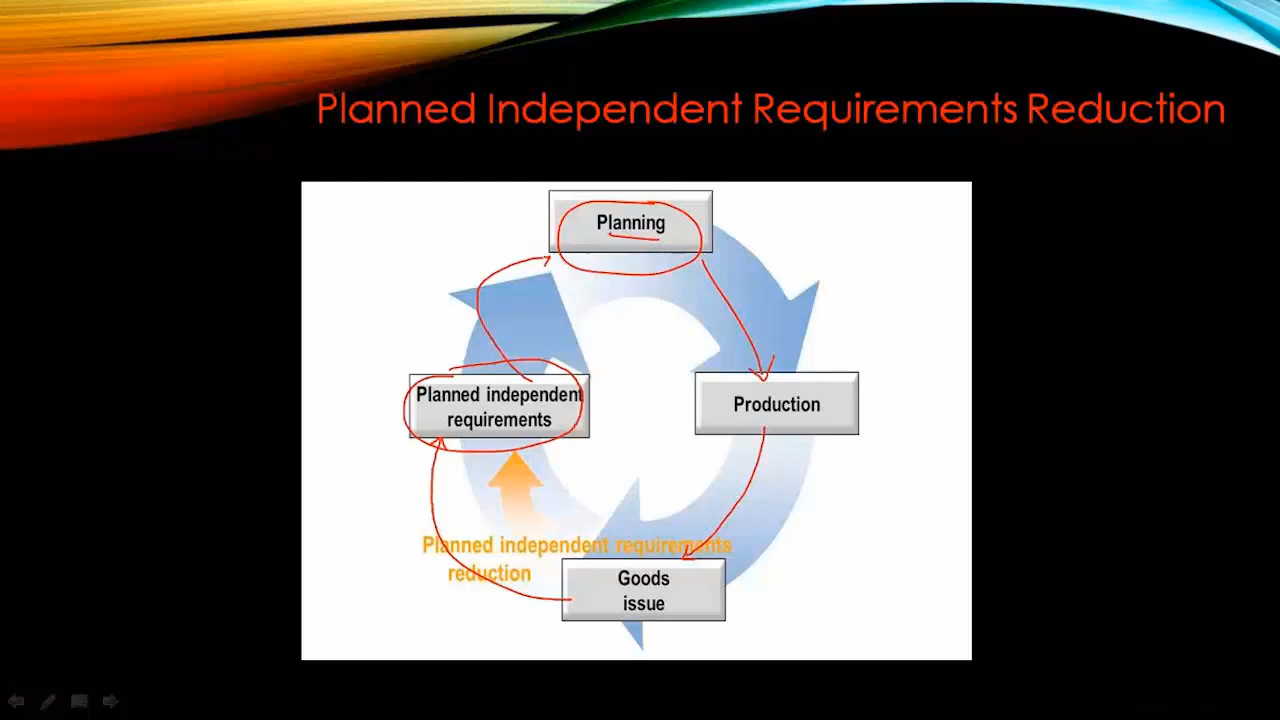 Planned Independent Requirements Reduction
Planning
Planned independent
requirements
Production
Planned independent requirements
reduction
Goods
issue